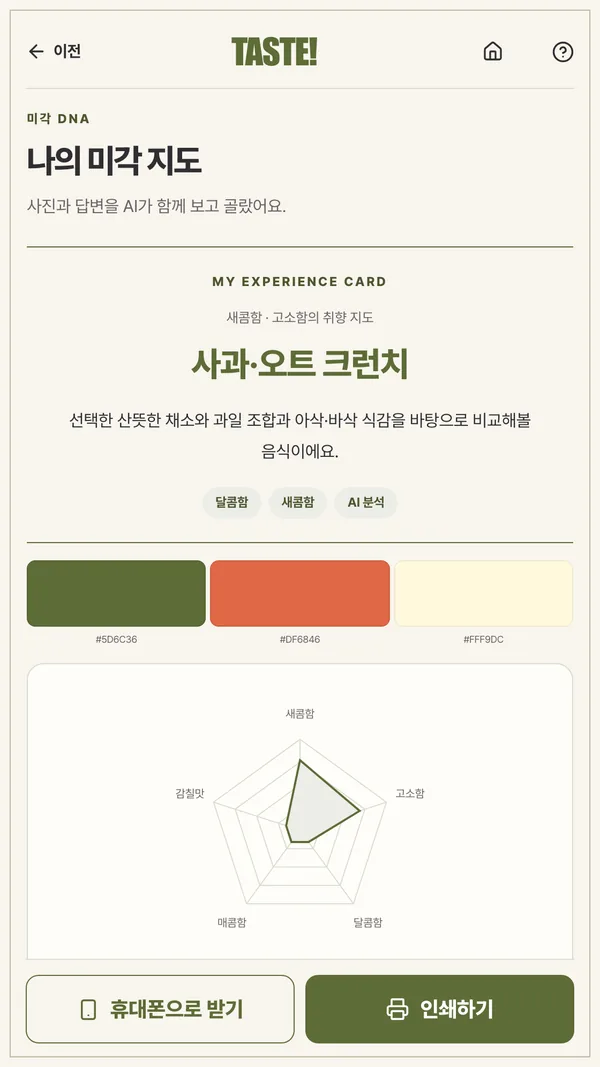 이전
TASTE!
미각 DNA
나의 미각 지도
사진과 답변을 AI가 함께 보고 골랐어요.
MY EXPERIENCE CARD
새콤함 · 고소함의 취향 지도
사과·오트 크런치
선택한 산뜻한 채소와 과일 조합과 아삭·바삭 식감을 바탕으로 비교해볼
음식이에요.
달콤함 새콤함 AI 분석
#5D6C36 #DF6846 #FFF9DC
새콤함
감칠맛 고소함
매콤함 달콤함
휴대폰으로 받기 인쇄하기